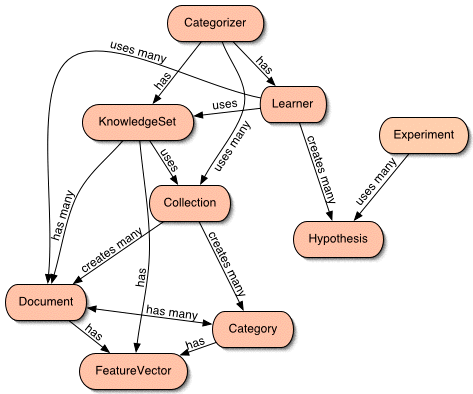 Categorizer
uses many
has
has
Learner
uses
KnowledgeSet
Experiment
uses many
creates many
uses
uses many
Collection
has many
Hypothesis
creates many
creates many
has
Document
has many
Category
has
has
FeatureVector